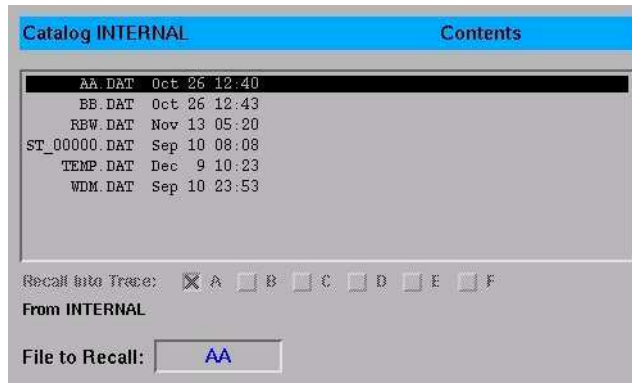 Catalog INTERNAL Contents
AA.DAT Oct 26 12:40
BB.DAT Oct 26 12:43
RBW.DAT Nov 13 05:20
ST_00000.DAT Sep 10 08:08
TEMP.DAT Dec 9 10:23
WDM.DAT Sep 10 23:53
Recall into Trace: A B C D E F
From INTERNAL
File to Recall: AA